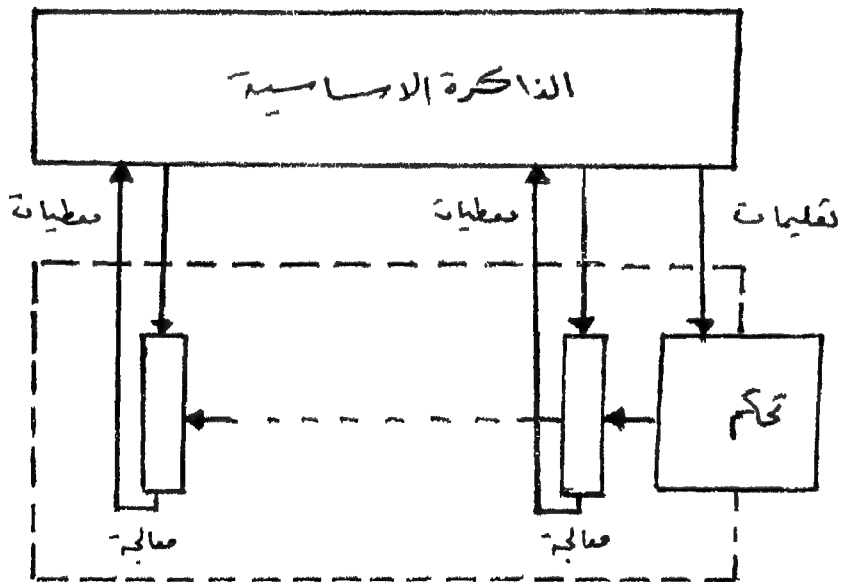 الذاكرة الاساسية
تعليمات
معطيات
معطيات
تحكم
معالجة
معالجة